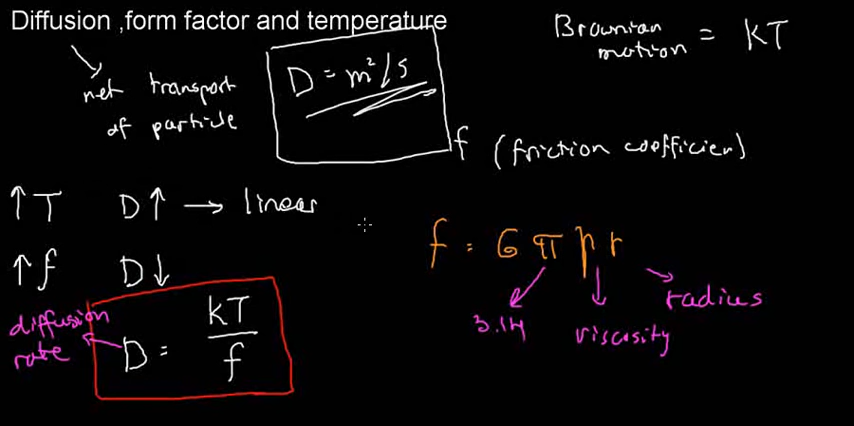 Diffusion ,form factor and temperature
Brownian
motion = KT
net transport
of particle
D = m²/s
f (friction coefficien)
↑T D↑ → linear
↑f D↓
f = 6 π p r
3.14
viscosity
radius
diffusion
rate
D = kT/f